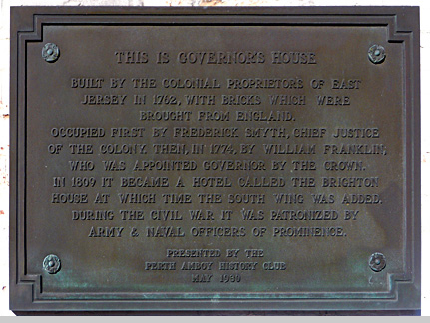 THIS IS GOVERNOR'S HOUSE
BUILT BY THE COLONIAL PROPRIETORS OF EAST
JERSEY IN 1762, WITH BRICKS WHICH WERE
BROUGHT FROM ENGLAND.
OCCUPIED FIRST BY FREDERICK SMYTH, CHIEF JUSTICE
OF THE COLONY. THEN, IN 1774, BY WILLIAM FRANKLIN,
WHO WAS APPOINTED GOVERNOR BY THE CROWN.
IN 1809 IT BECAME A HOTEL CALLED THE BRIGHTON
HOUSE AT WHICH TIME THE SOUTH WING WAS ADDED.
DURING THE CIVIL WAR IT WAS PATRONIZED BY
ARMY & NAVAL OFFICERS OF PROMINENCE.
PRESENTED BY THE
PERTH AMBOY HISTORY CLUB
MAY 1939